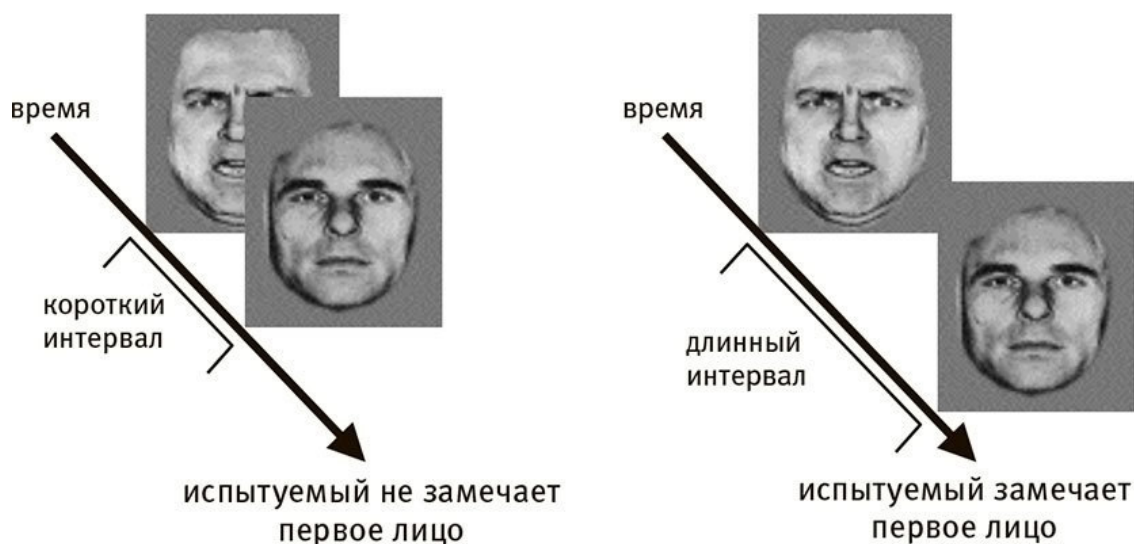 время
короткий
интервал
испытуемый не замечает
первое лицо
время
длинный
интервал
испытуемый замечает
первое лицо